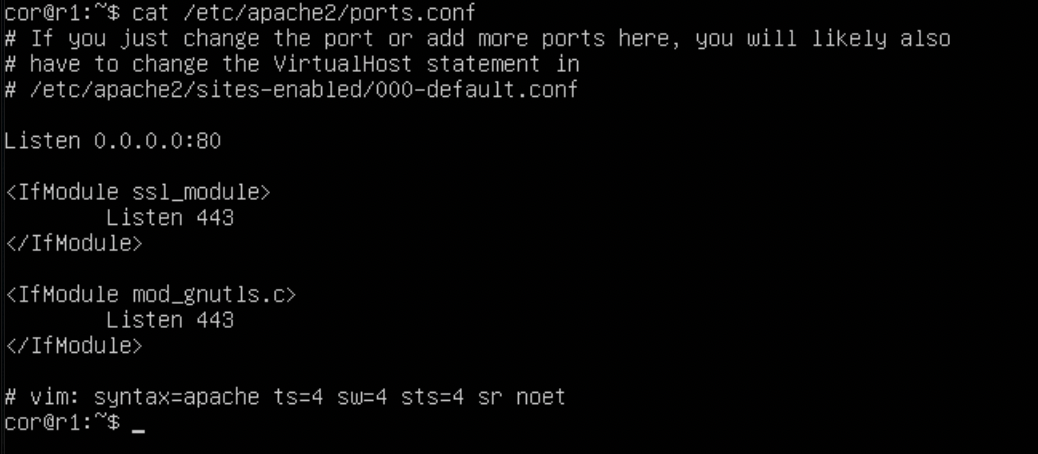 cor@r1:~$ cat /etc/apache2/ports.conf
# If you just change the port or add more ports here, you will likely also
# have to change the VirtualHost statement in
# /etc/apache2/sites-enabled/000-default.conf

Listen 0.0.0.0:80

<IfModule ssl_module>
        Listen 443
</IfModule>

<IfModule mod_gnutls.c>
        Listen 443
</IfModule>

# vim: syntax=apache ts=4 sw=4 sts=4 sr noet
cor@r1:~$ _